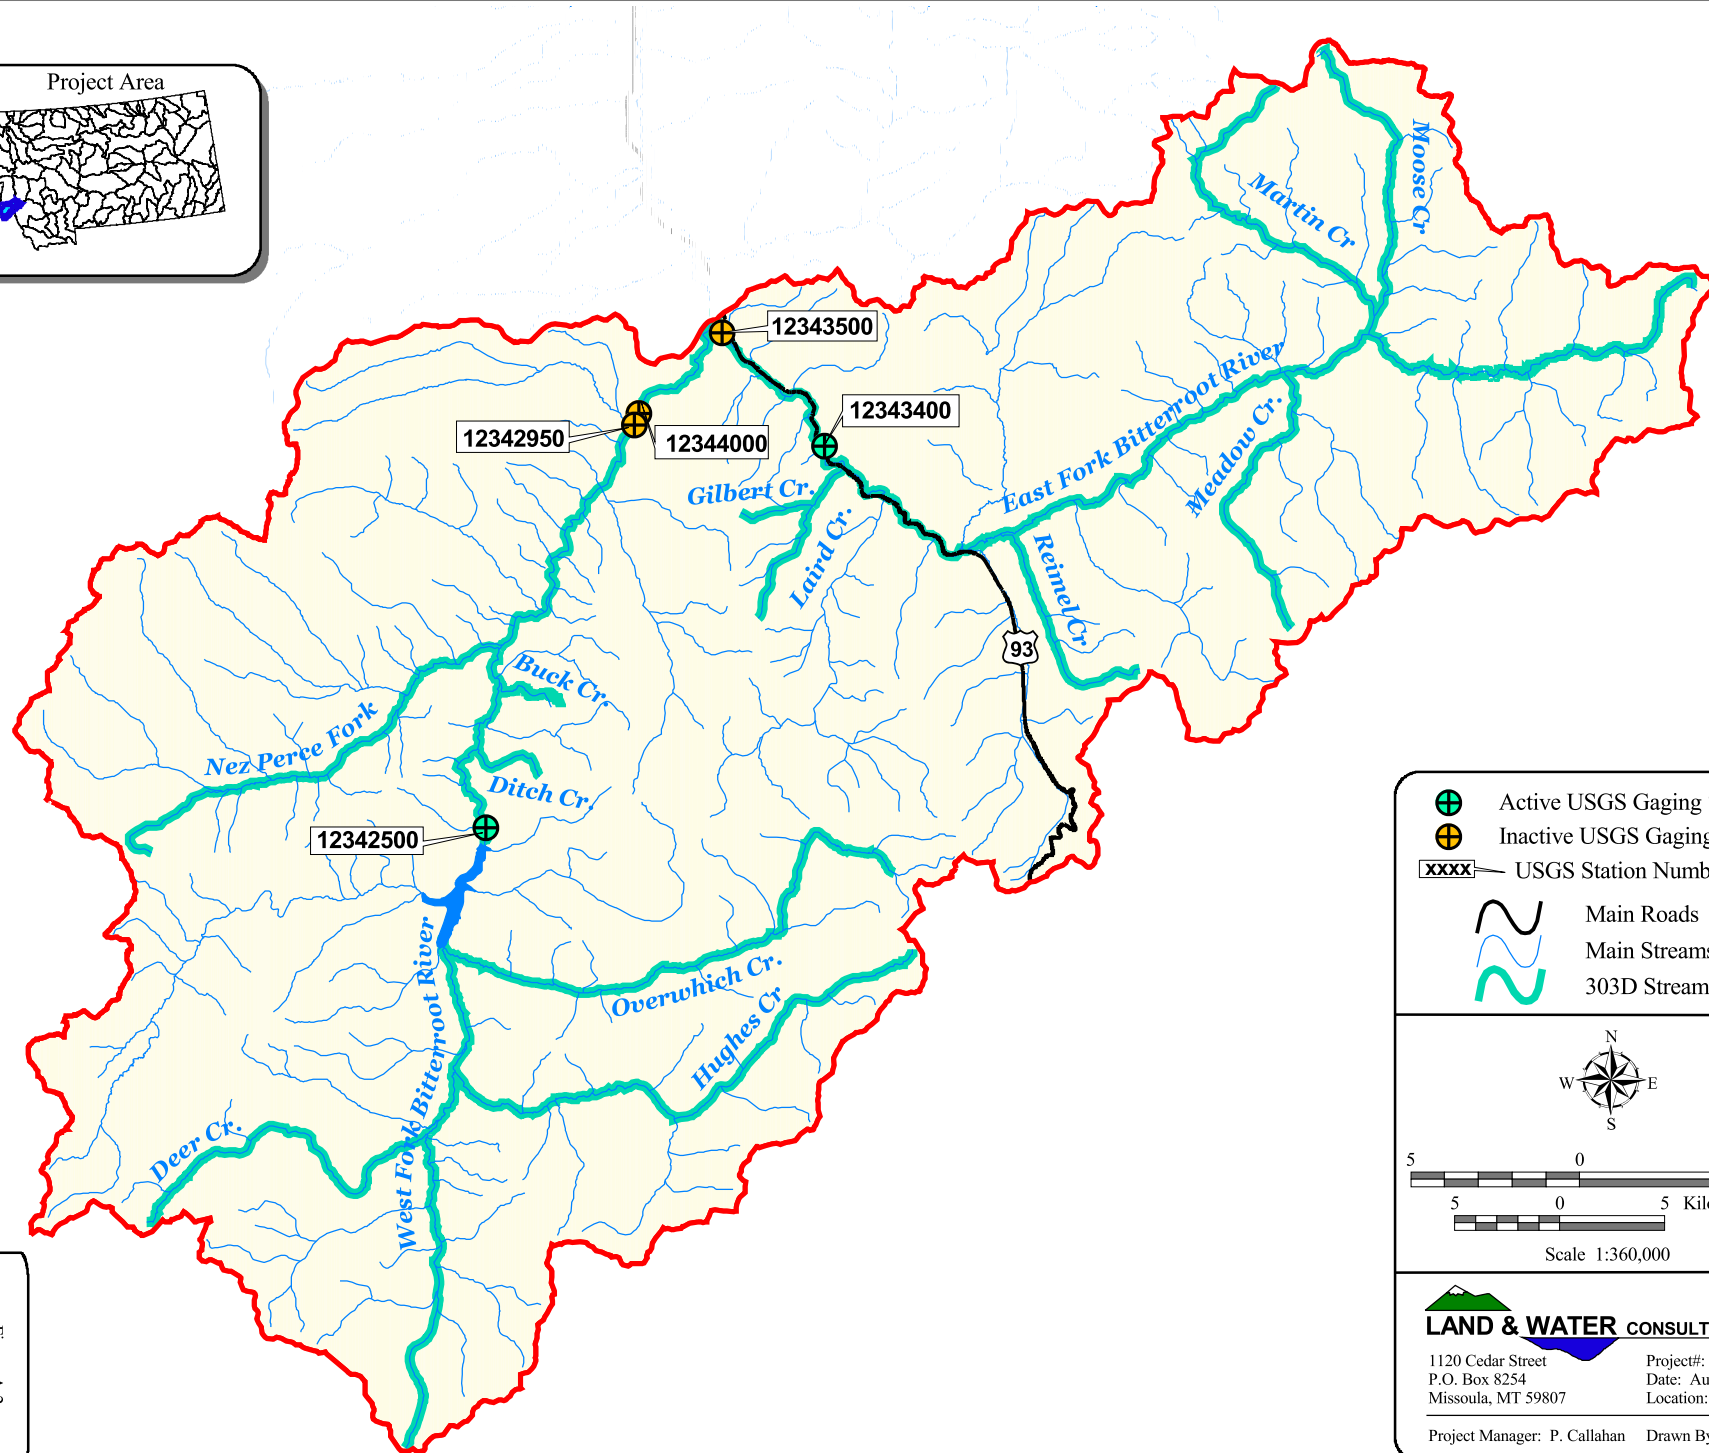 Project Area
Moose Cr
Martin Cr
12343500
12343400
12342950
12344000
East Fork Bitterroot River
Meadow Cr.
Gilbert Cr.
Laird Cr.
Reimel Cr
93
Buck Cr.
Nez Perce Fork
Ditch Cr.
12342500
Overwhich Cr.
Hughes Cr
West Fork Bitterroot River
Deer Cr.
Active USGS Gaging
Inactive USGS Gaging
XXXX USGS Station Numb
Main Roads
Main Streams
303D Stream
N
W E
S
5 0
5 0 5 Kil
Scale 1:360,000
LAND & WATER CONSULT
1120 Cedar Street
P.O. Box 8254
Missoula, MT 59807
Project#:
Date: Au
Location:
Project Manager: P. Callahan Drawn By